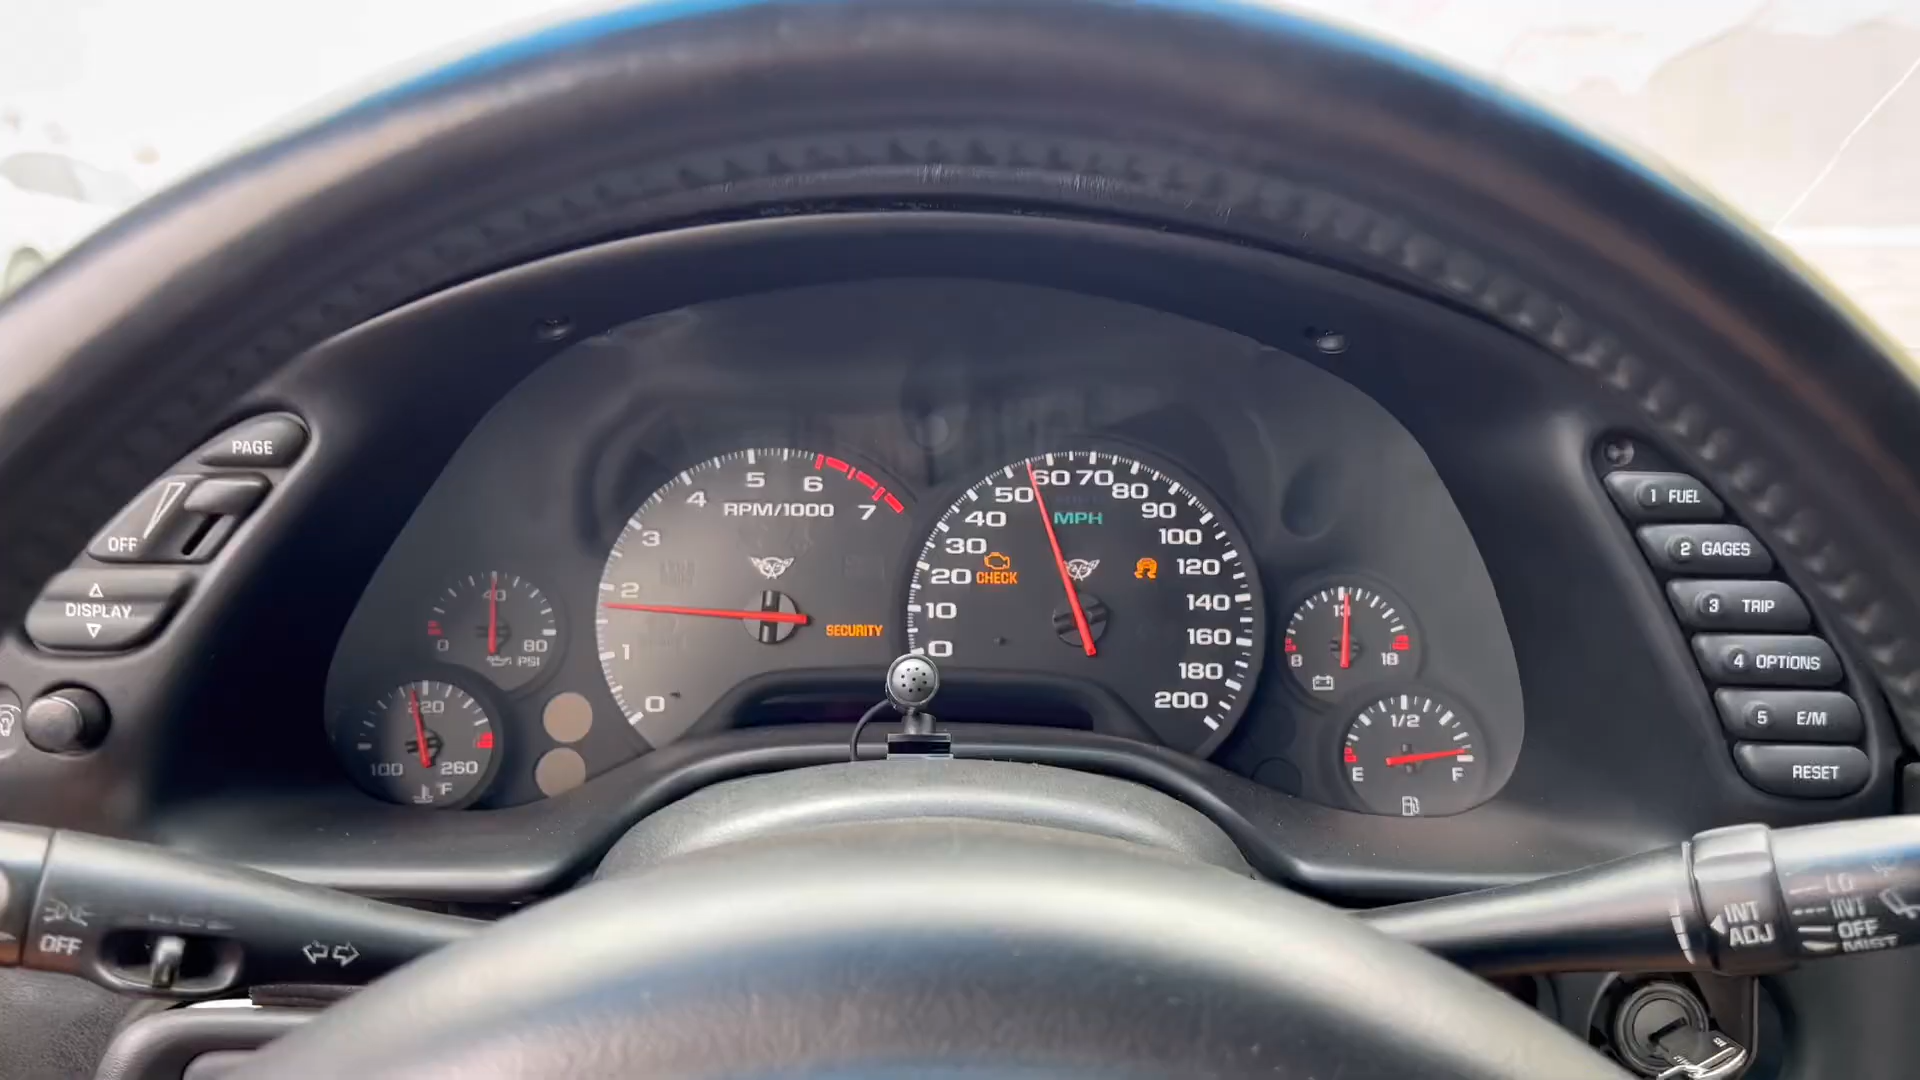 PAGE
OFF
DISPLAY
0
40
80
PSI
100
220
260
F
0
1
2
3
4
5
6
7
RPM/1000
SECURITY
0
10
20
30
40
50
60
70
80
90
100
120
140
160
180
200
MPH
CHECK
8
13
18
E
1/2
F
1 FUEL
2 GAGES
3 TRIP
4 OPTIONS
5 E/M
RESET
OFF
INT
ADJ
LO
INT
OFF
MIST